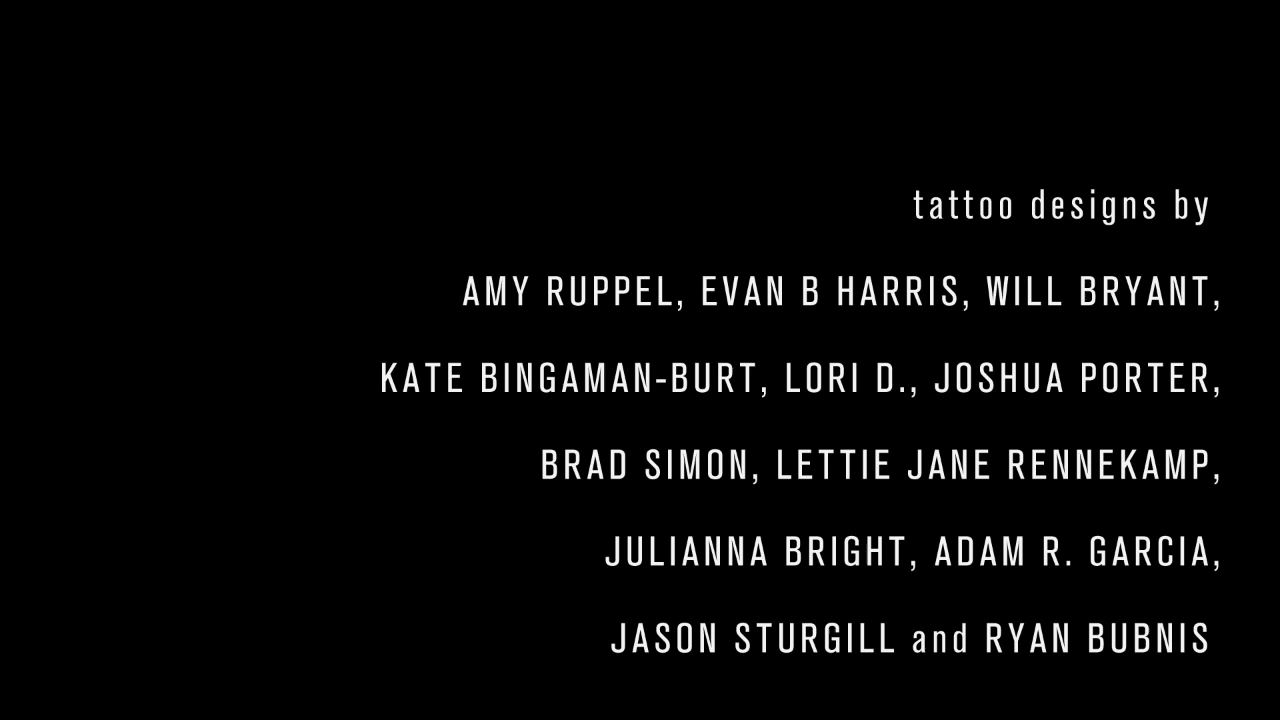 tattoo designs by
AMY RUPPEL, EVAN B HARRIS, WILL BRYANT,
KATE BINGAMAN-BURT, LORI D., JOSHUA PORTER,
BRAD SIMON, LETTIE JANE RENNEKAMP,
JULIANNA BRIGHT, ADAM R. GARCIA,
JASON STURGILL and RYAN BUBNIS